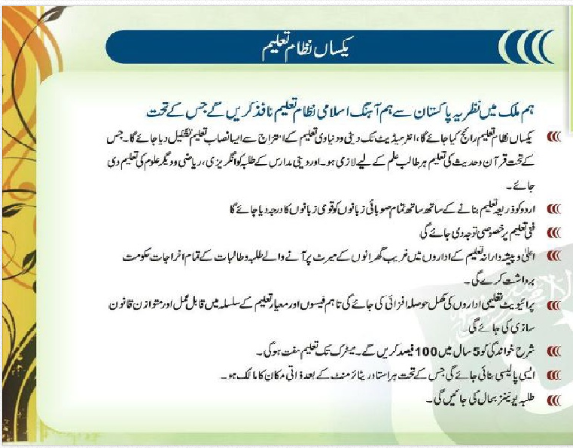 یکساں نظام تعلیم
ہم ملک میں نظریہ پاکستان سے ہم آہنگ اسلامی نظام تعلیم نافذ کریں گے جس کے تحت
یکساں نظام تعلیم رائج کیا جائے گا، انٹرمیڈیٹ تک دینی و دنیاوی تعلیم کے امتزاج سے ایسا نصاب تعلیم تشکیل دیا جائے گا۔ جس
کے تحت قرآن و حدیث کی تعلیم ہر طالب علم کے لیے لازمی ہو۔ اور دینی مدارس کے طلبہ کو انگریزی، ریاضی و دیگر علوم کی تعلیم دی
جائے۔
اردو کو ذریعہ تعلیم بنانے کے ساتھ ساتھ تمام صوبائی زبانوں کو قومی زبانوں کا درجہ دیا جائے گا
فنی تعلیم پر خصوصی توجہ دی جائے گی
اعلیٰ و پیشہ دارانہ تعلیم کے اداروں میں غریب گھرانوں کے میرٹ پر آنے والے طلبہ و طالبات کے تمام اخراجات حکومت
برداشت کرے گی۔
پرائیویٹ تعلیمی اداروں کی مکمل حوصلہ افزائی کی جائے گی تاہم فیسوں اور معیار تعلیم کے سلسلہ میں قابل عمل اور متوازن قانون
سازی کی جائے گی۔
شرح خواندگی کو 5 سال میں 100 فیصد کریں گے۔ میٹرک تک تعلیم مفت ہوگی۔
ایسی پالیسی بنائی جائے گی جس کے تحت ہر استاد ریٹائرمنٹ کے بعد ذاتی مکان کا مالک ہو۔
طلبہ یونینز بحال کی جائیں گی۔